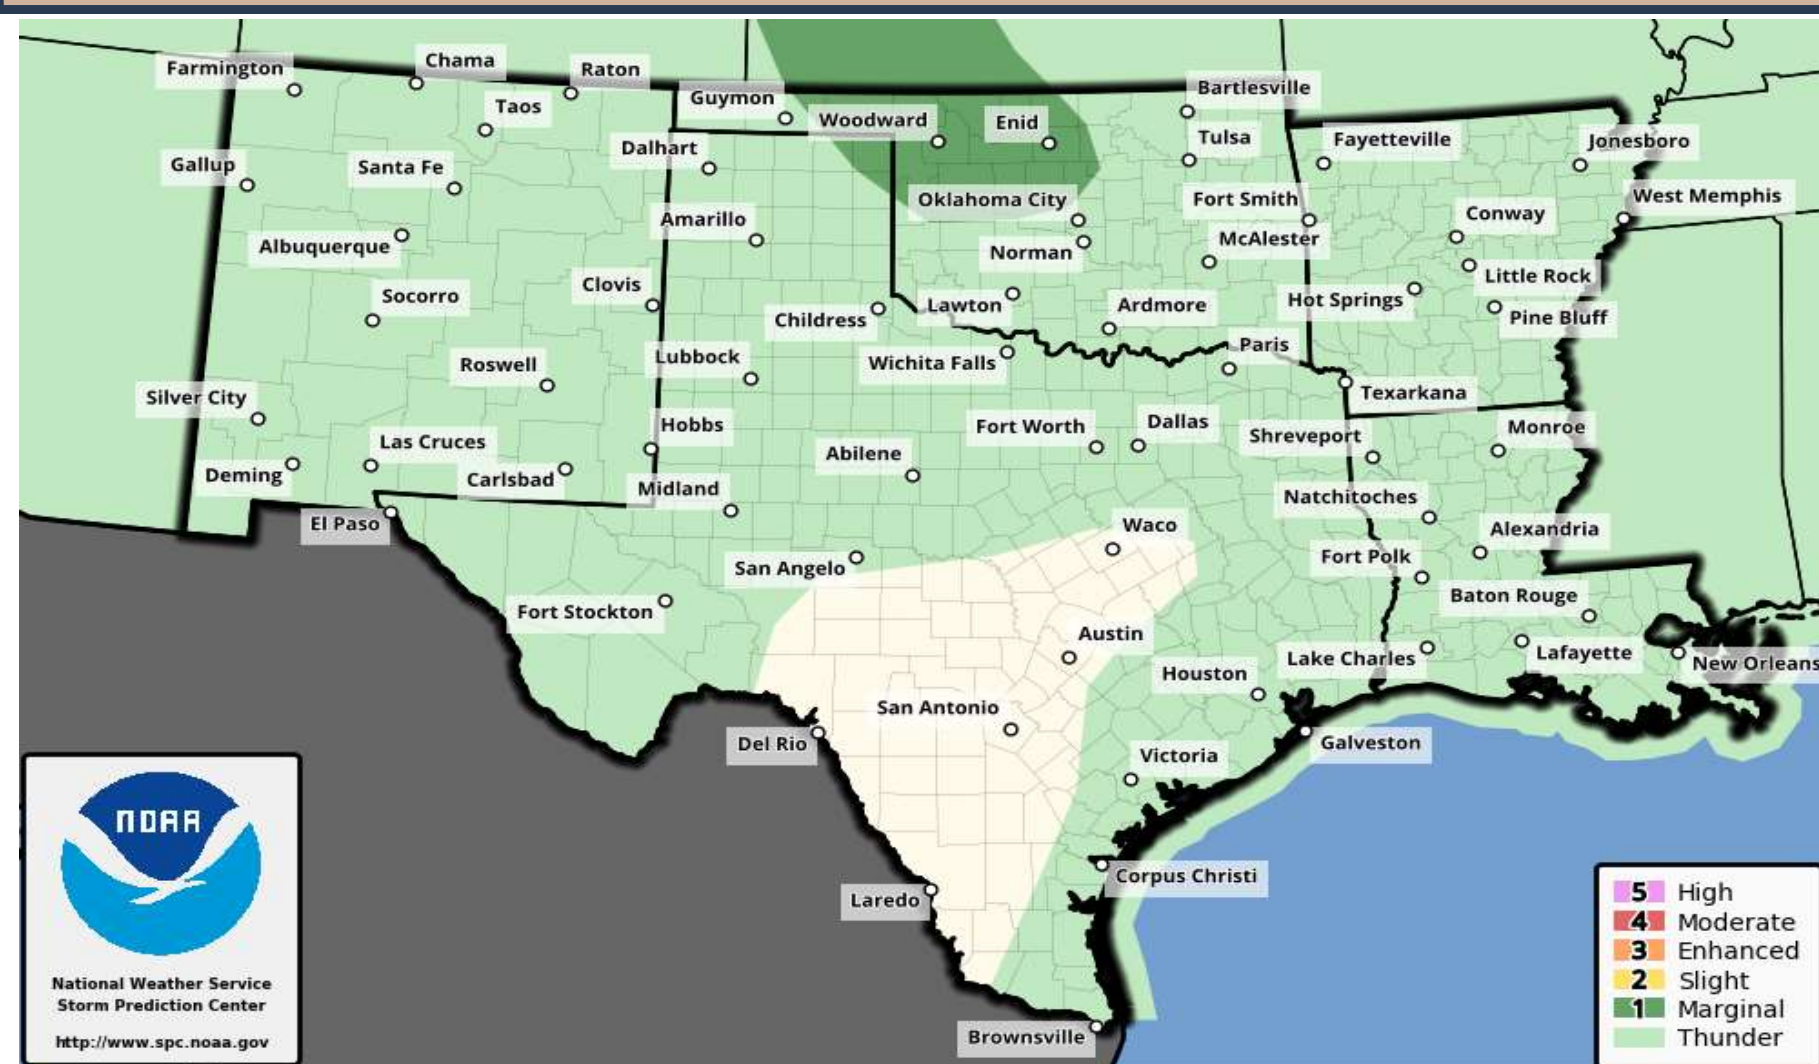 Farmington
Chama
Raton
Taos
Guymon
Woodward
Enid
Bartlesville
Tulsa
Fayetteville
Jonesboro
Gallup
Santa Fe
Dalhart
Oklahoma City
Fort Smith
West Memphis
Albuquerque
Amarillo
Norman
McAlester
Conway
Little Rock
Socorro
Clovis
Childress
Lawton
Ardmore
Hot Springs
Pine Bluff
Roswell
Lubbock
Wichita Falls
Paris
Texarkana
Silver City
Hobbs
Fort Worth
Dallas
Shreveport
Monroe
Deming
Las Cruces
Carlsbad
Midland
Abilene
Natchitoches
El Paso
San Angelo
Waco
Fort Polk
Alexandria
Fort Stockton
Austin
Baton Rouge
Houston
Lake Charles
Lafayette
New Orleans
San Antonio
Del Rio
Victoria
Galveston
Laredo
Corpus Christi
Brownsville
NOAA
National Weather Service
Storm Prediction Center
http://www.spc.noaa.gov
5 High
4 Moderate
3 Enhanced
2 Slight
1 Marginal
Thunder